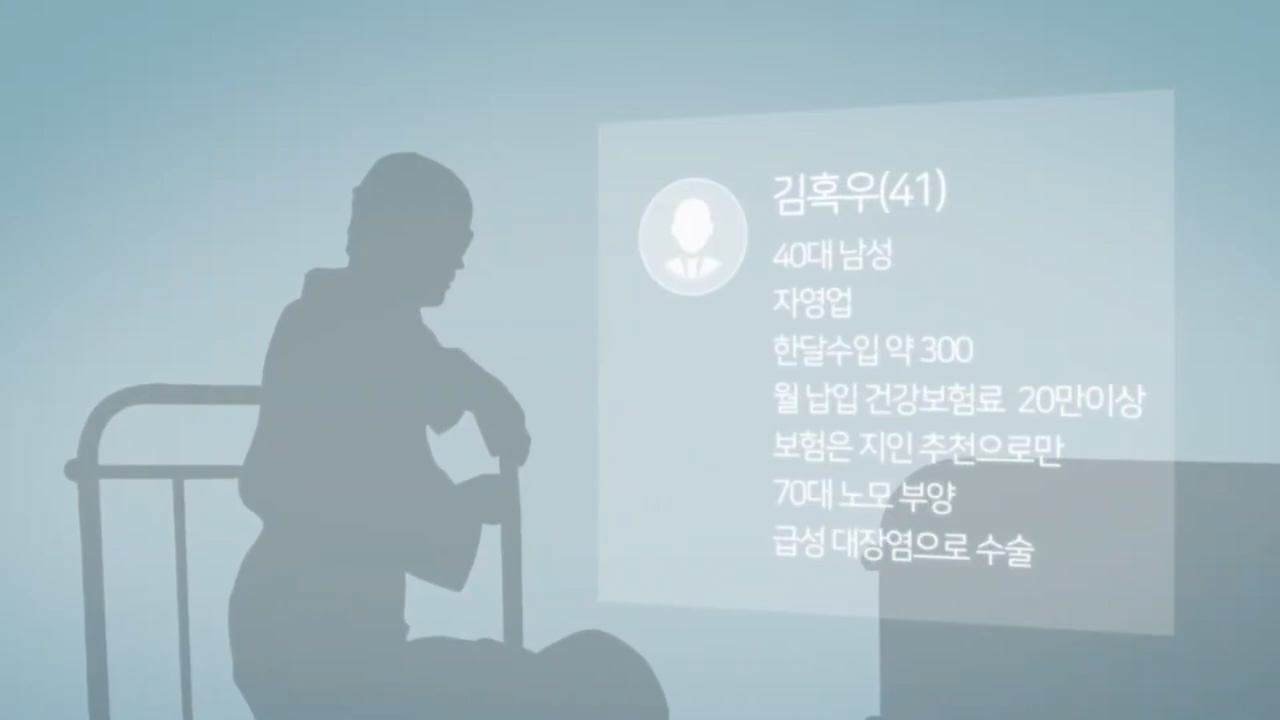 김혹우(41)
40대 남성
자영업
한달수입 약 300
월 납입 건강보험료 20만이상
보험은 지인 추천으로만
70대 노모 부양
급성 대장염으로 수술